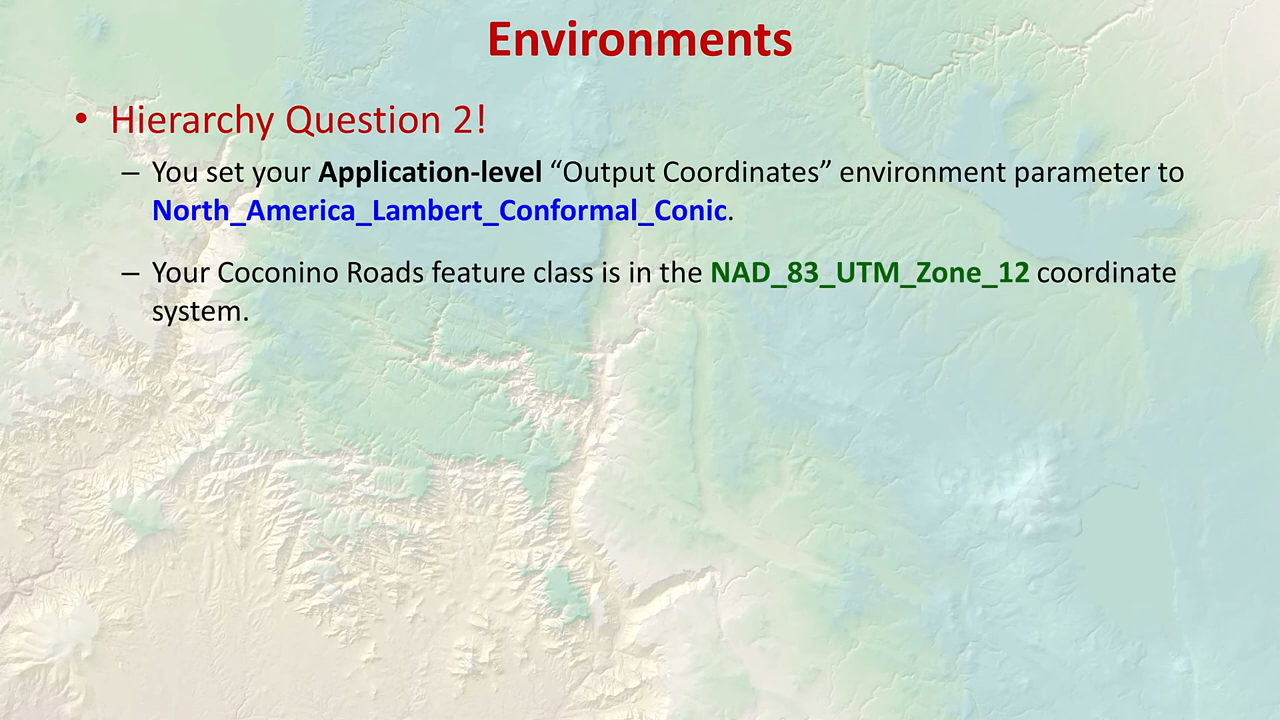 Environments
• Hierarchy Question 2!
– You set your Application-level “Output Coordinates” environment parameter to
North_America_Lambert_Conformal_Conic.
– Your Coconino Roads feature class is in the NAD_83_UTM_Zone_12 coordinate
system.